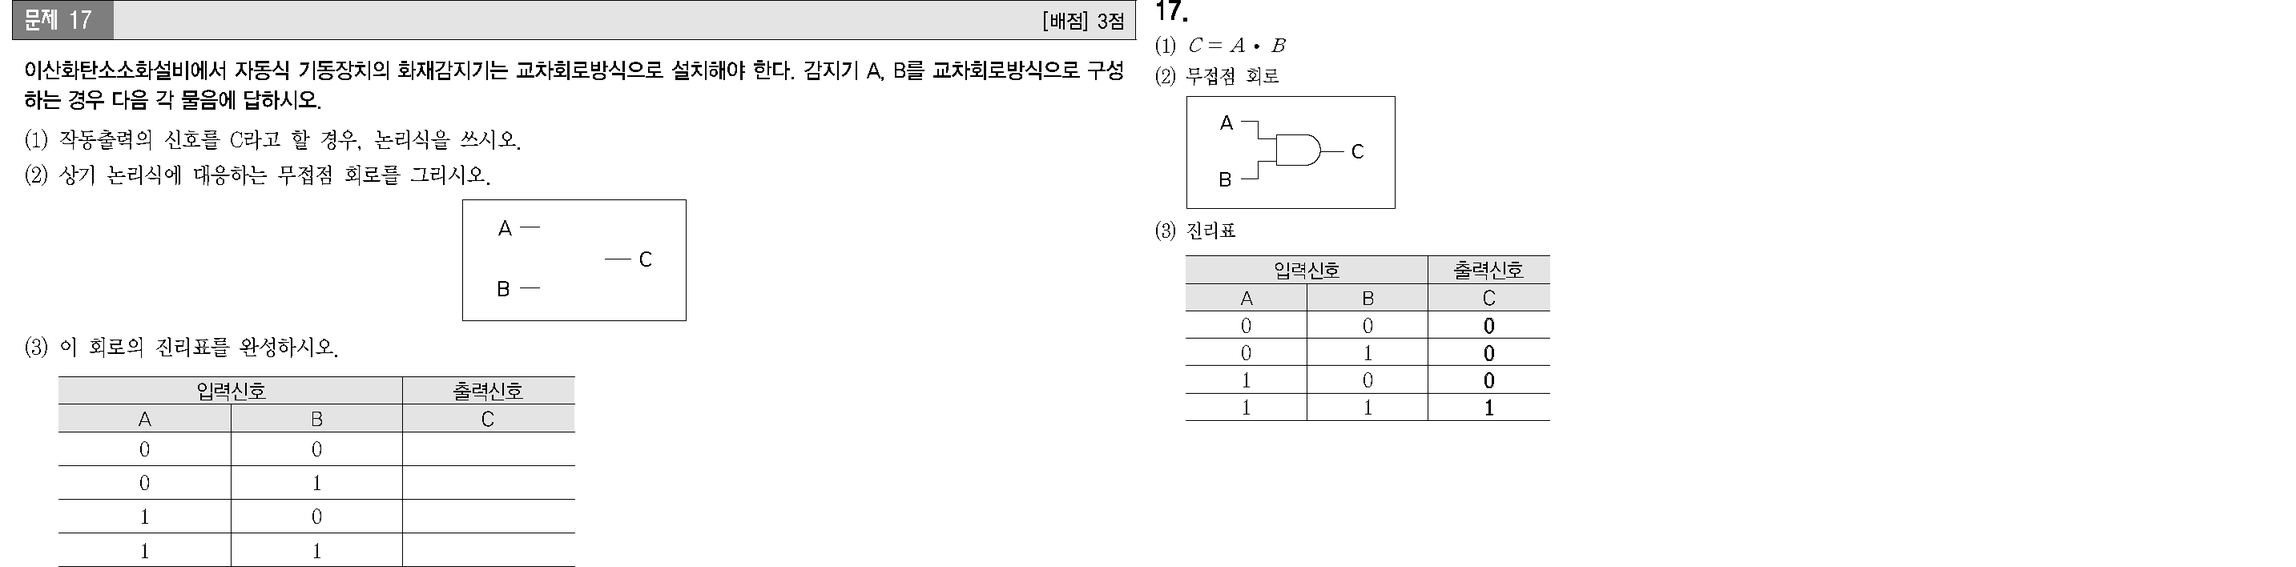 문제 17
[배점] 3점
이산화탄소소화설비에서 자동식 기동장치의 화재감지기는 교차회로방식으로 설치해야 한다. 감지기 A, B를 교차회로방식으로 구성
하는 경우 다음 각 물음에 답하시오.
(1) 작동출력의 신호를 C라고 할 경우, 논리식을 쓰시오.
(2) 상기 논리식에 대응하는 무접점 회로를 그리시오.
A
C
B
(3) 이 회로의 진리표를 완성하시오.
입력신호 출력신호
A B C
0 0
0 1
1 0
1 1
17.
(1) C = A • B
(2) 무접점 회로
A
C
B
(3) 진리표
입력신호 출력신호
A B C
0 0 0
0 1 0
1 0 0
1 1 1